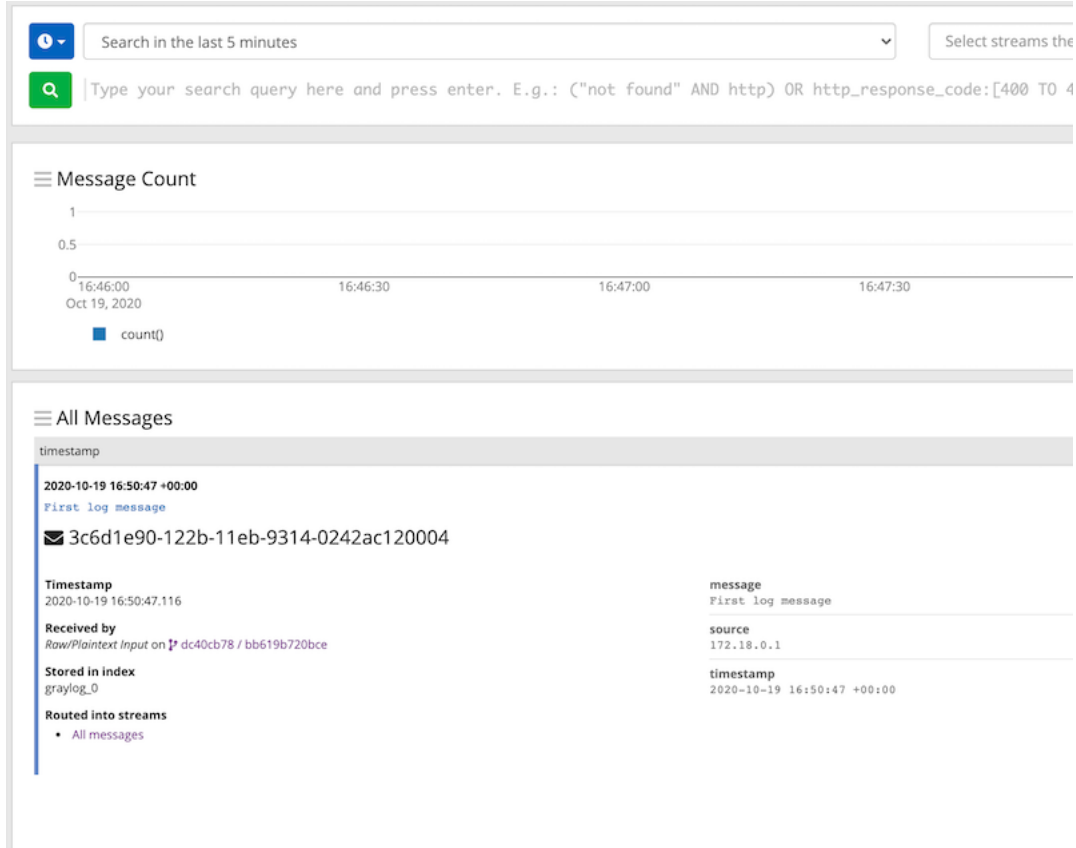 Search in the last 5 minutes
Select streams the
Type your search query here and press enter. E.g.: ("not found" AND http) OR http_response_code:[400 TO 4
Message Count
1
0.5
0
16:46:00 16:46:30 16:47:00 16:47:30
Oct 19, 2020
count()
All Messages
timestamp
2020-10-19 16:50:47 +00:00
First log message
3c6d1e90-122b-11eb-9314-0242ac120004
Timestamp
2020-10-19 16:50:47.116
Received by
Raw/Plaintext Input on dc40cb78 / bb619b720bce
Stored in index
graylog_0
Routed into streams
• All messages
message
First log message
source
172.18.0.1
timestamp
2020-10-19 16:50:47 +00:00